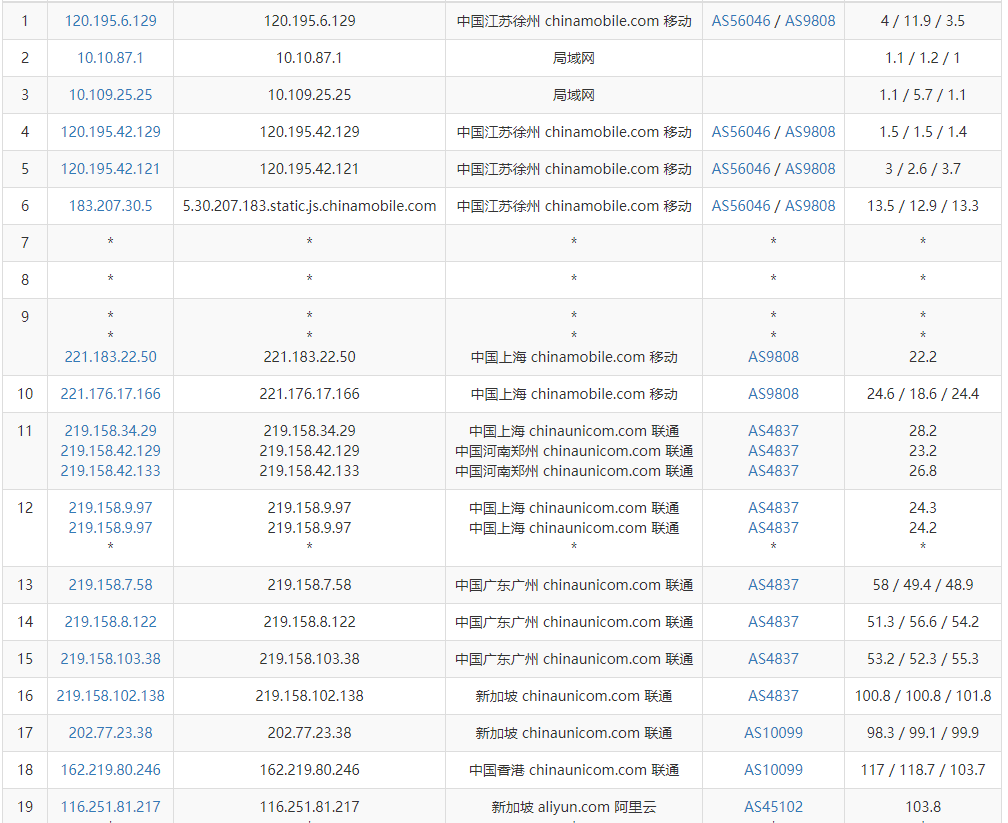 1 120.195.6.129 120.195.6.129 中国江苏徐州 chinamobile.com 移动 AS56046 / AS9808 4 / 11.9 / 3.5
2 10.10.87.1 10.10.87.1 局域网 1.1 / 1.2 / 1
3 10.109.25.25 10.109.25.25 局域网 1.1 / 5.7 / 1.1
4 120.195.42.129 120.195.42.129 中国江苏徐州 chinamobile.com 移动 AS56046 / AS9808 1.5 / 1.5 / 1.4
5 120.195.42.121 120.195.42.121 中国江苏徐州 chinamobile.com 移动 AS56046 / AS9808 3 / 2.6 / 3.7
6 183.207.30.5 5.30.207.183.static.js.chinamobile.com 中国江苏徐州 chinamobile.com 移动 AS56046 / AS9808 13.5 / 12.9 / 13.3
7 * * * * *
8 * * * * *
9 * * * * *
* * * * *
221.183.22.50 221.183.22.50 中国上海 chinamobile.com 移动 AS9808 22.2
10 221.176.17.166 221.176.17.166 中国上海 chinamobile.com 移动 AS9808 24.6 / 18.6 / 24.4
11 219.158.34.29 219.158.34.29 中国上海 chinaunicom.com 联通 AS4837 28.2
219.158.42.129 219.158.42.129 中国河南郑州 chinaunicom.com 联通 AS4837 23.2
219.158.42.133 219.158.42.133 中国河南郑州 chinaunicom.com 联通 AS4837 26.8
12 219.158.9.97 219.158.9.97 中国上海 chinaunicom.com 联通 AS4837 24.3
219.158.9.97 219.158.9.97 中国上海 chinaunicom.com 联通 AS4837 24.2
* * * * *
13 219.158.7.58 219.158.7.58 中国广东广州 chinaunicom.com 联通 AS4837 58 / 49.4 / 48.9
14 219.158.8.122 219.158.8.122 中国广东广州 chinaunicom.com 联通 AS4837 51.3 / 56.6 / 54.2
15 219.158.103.38 219.158.103.38 中国广东广州 chinaunicom.com 联通 AS4837 53.2 / 52.3 / 55.3
16 219.158.102.138 219.158.102.138 新加坡 chinaunicom.com 联通 AS4837 100.8 / 100.8 / 101.8
17 202.77.23.38 202.77.23.38 新加坡 chinaunicom.com 联通 AS10099 98.3 / 99.1 / 99.9
18 162.219.80.246 162.219.80.246 中国香港 chinaunicom.com 联通 AS10099 117 / 118.7 / 103.7
19 116.251.81.217 116.251.81.217 新加坡 aliyun.com 阿里云 AS45102 103.8